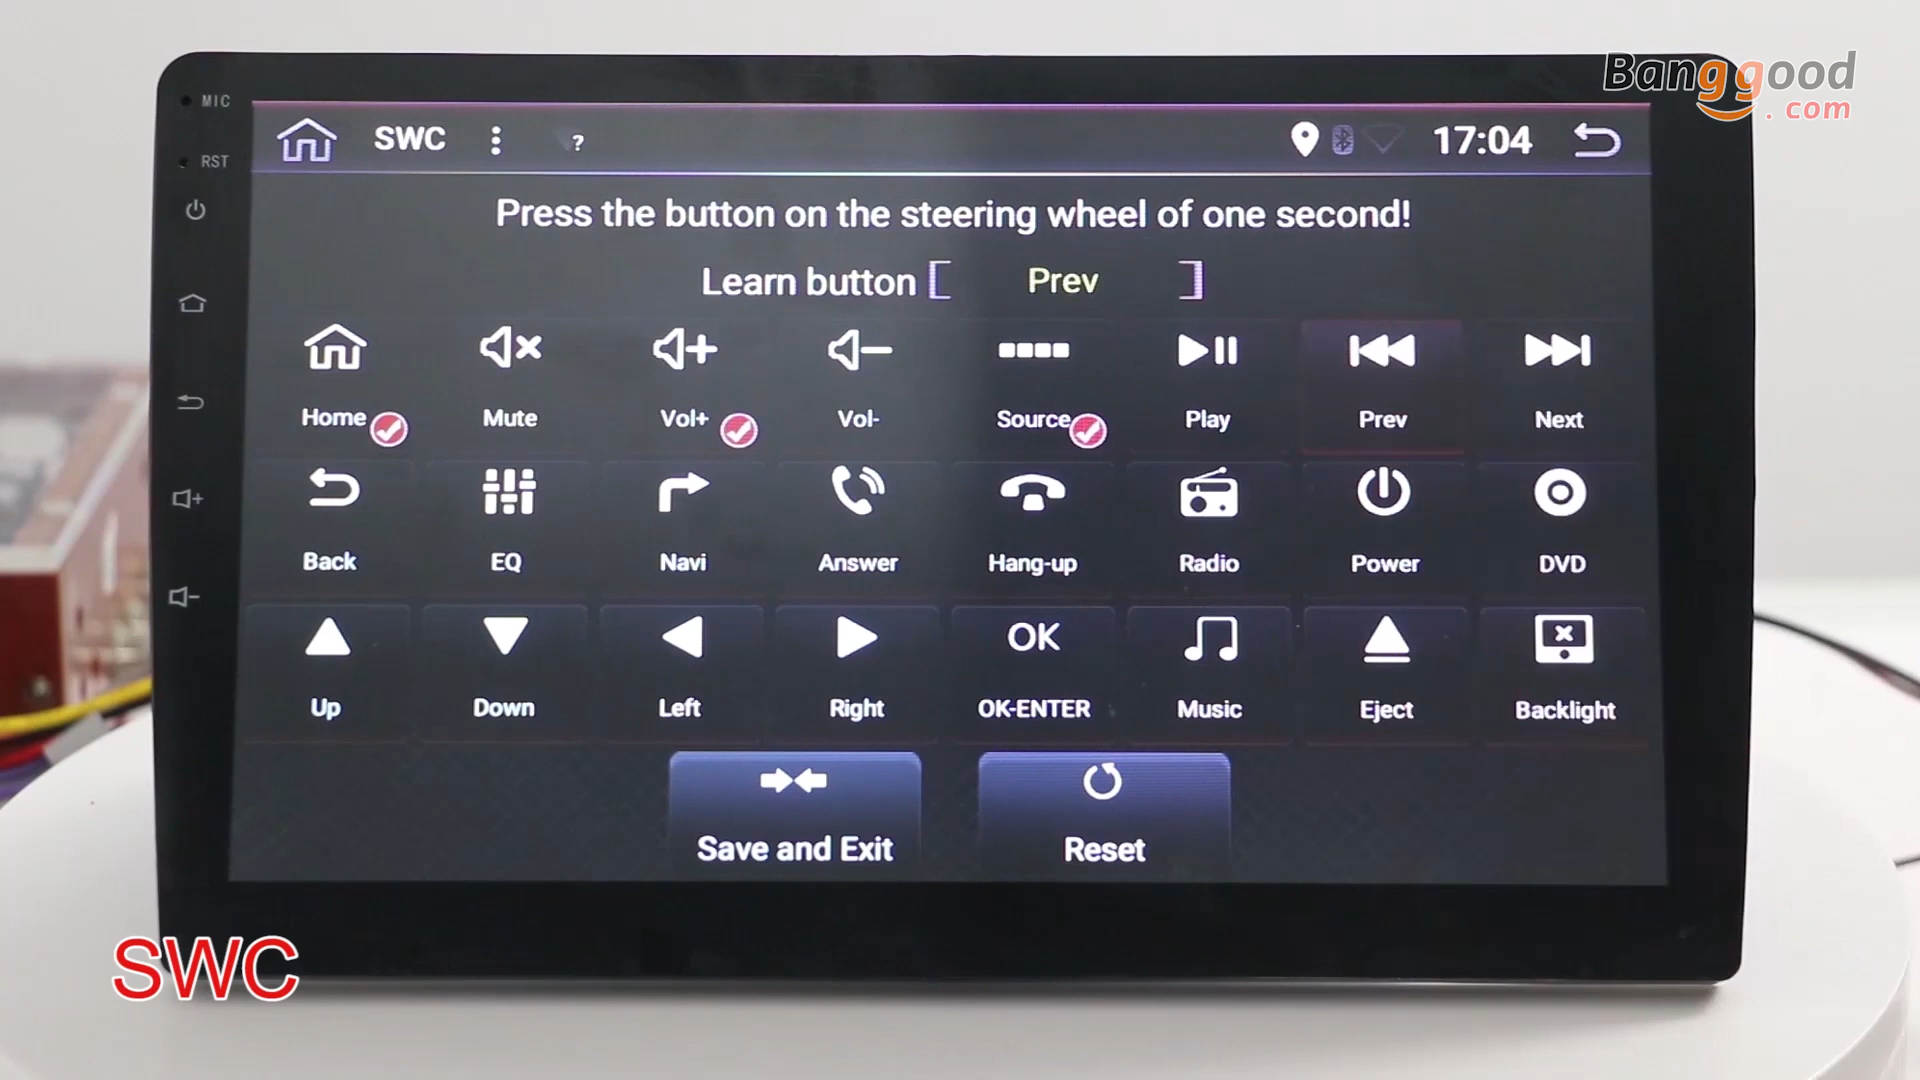 Banggood
.com
MIC
RST
SWC
?
17:04
Press the button on the steering wheel of one second!
Learn button [ Prev ]
Home Mute Vol+ Vol- Source Play Prev Next
Back EQ Navi Answer Hang-up Radio Power DVD
OK
Up Down Left Right OK-ENTER Music Eject Backlight
Save and Exit Reset
SWC